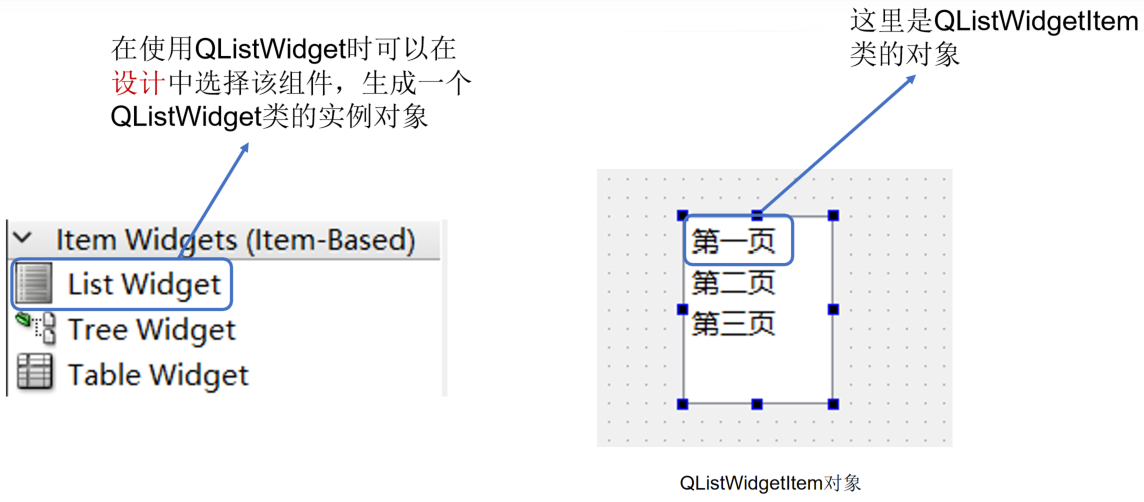 在使用QListWidget时可以在
设计中选择该组件，生成一个
QListWidget类的实例对象
Item Widgets (Item-Based)
List Widget
Tree Widget
Table Widget
这里是QListWidgetItem
类的对象
第一页
第二页
第三页
QListWidgetItem对象